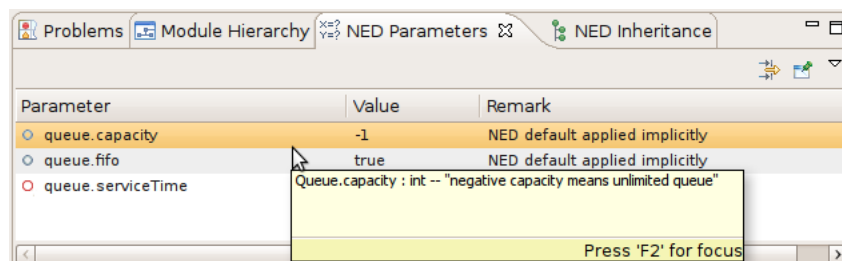 Problems Module Hierarchy X=? Y=? NED Parameters NED Inheritance
Parameter Value Remark
queue.capacity -1 NED default applied implicitly
queue.fifo true NED default applied implicitly
queue.serviceTime
Queue.capacity : int -- "negative capacity means unlimited queue"
Press 'F2' for focus